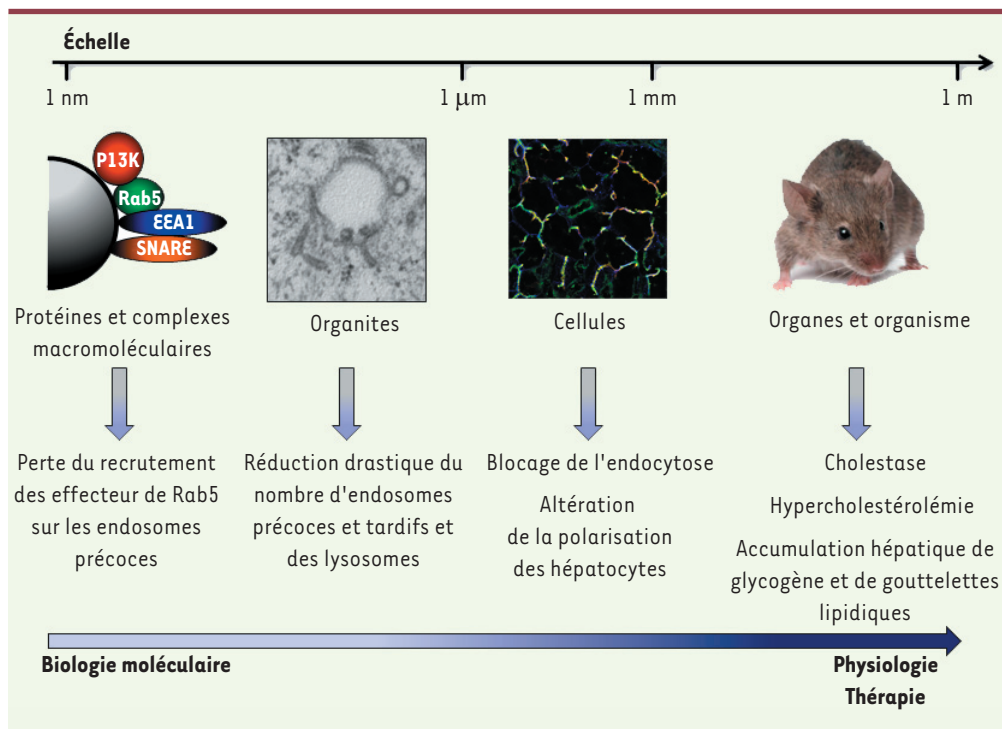 Échelle
1 nm
1 µm
1 mm
1 m
P13K
Rab5
EEA1
SNARE
Protéines et complexes
macromoléculaires
Organites
Cellules
Organes et organisme
Perte du recrutement
des effecteur de Rab5
sur les endosomes
précoces
Réduction drastique du
nombre d'endosomes
précoces et tardifs et
des lysosomes
Blocage de l'endocytose
Altération
de la polarisation
des hépatocytes
Cholestase
Hypercholestérolémie
Accumulation hépatique de
glycogène et de gouttelettes
lipidiques
Biologie moléculaire
Physiologie
Thérapie